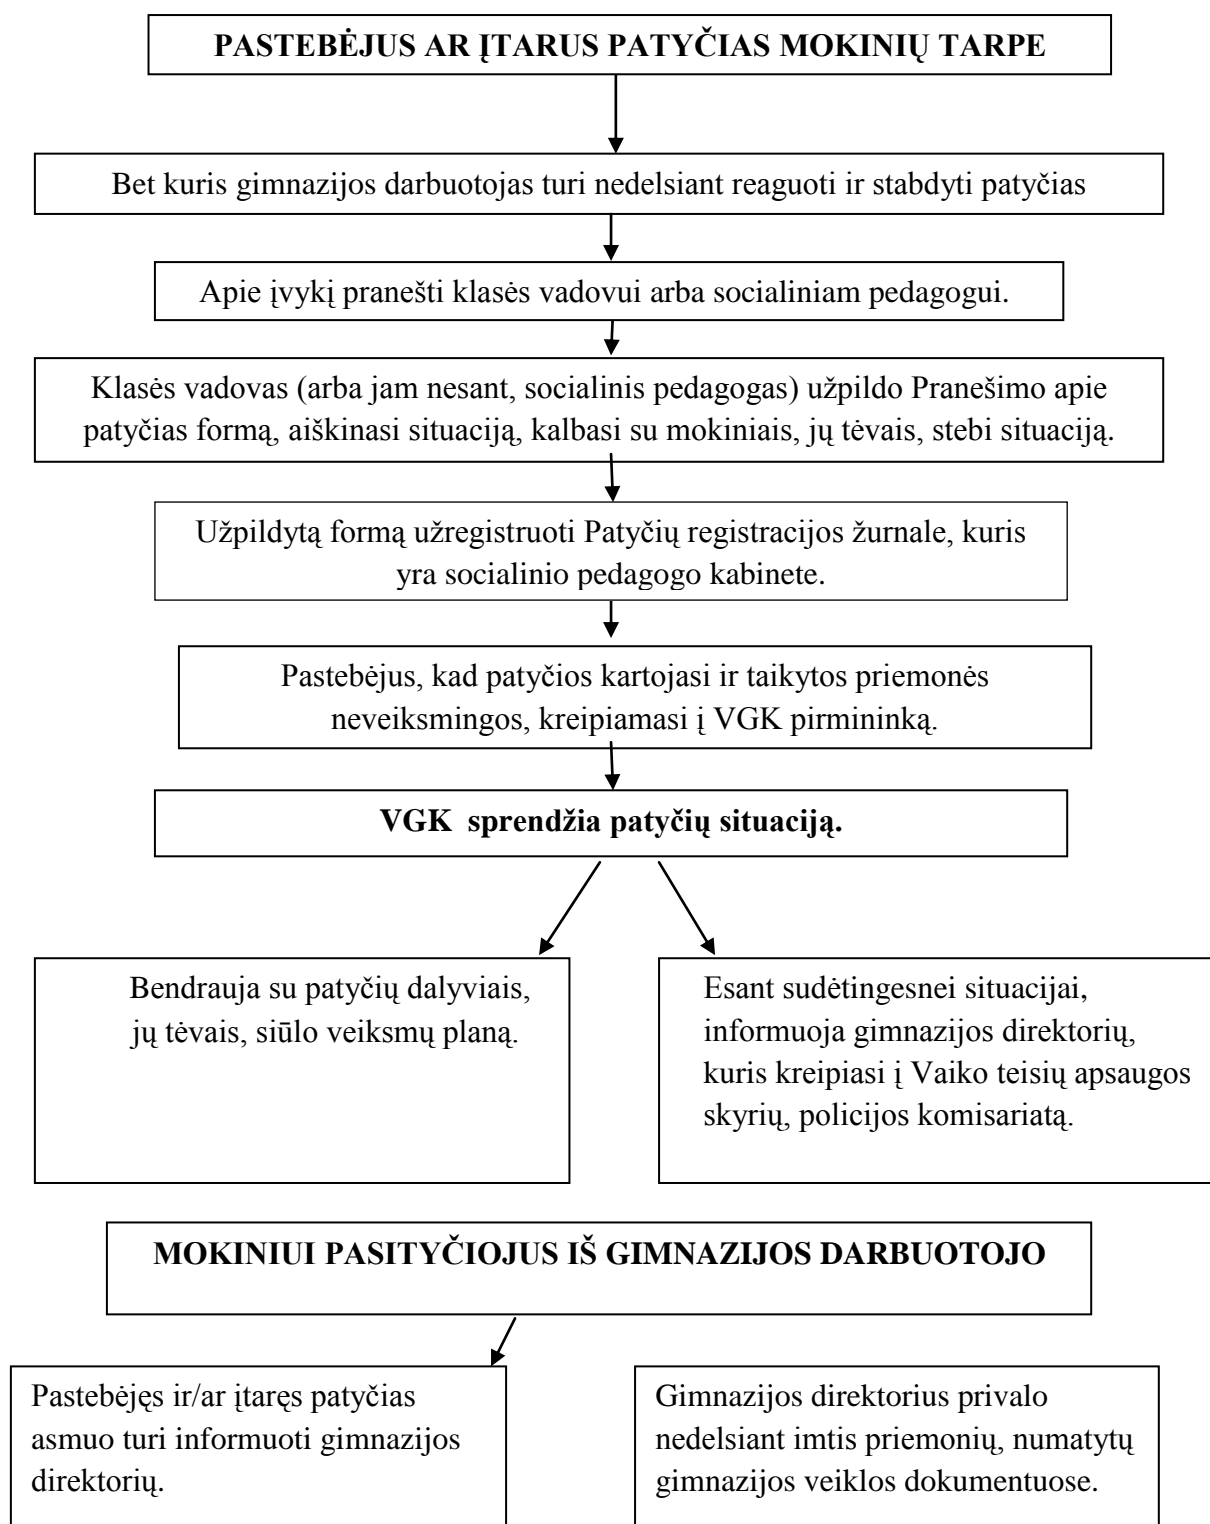 PASTEBĖJUS AR ĮTARUS PATYČIAS MOKINIŲ TARPE
Bet kuris gimnazijos darbuotojas turi nedelsiant reaguoti ir stabdyti patyčias
Apie įvykį pranešti klasės vadovui arba socialiniam pedagogui.
Klasės vadovas (arba jam nesant, socialinis pedagogas) užpildo Pranešimo apie
patyčias formą, aiškinasi situaciją, kalbasi su mokiniais, jų tėvais, stebi situaciją.
Užpildytą formą užregistruoti Patyčių registracijos žurnale, kuris
yra socialinio pedagogo kabinete.
Pastebėjus, kad patyčios kartojasi ir taikytos priemonės
neveiksmingos, kreipiamasi į VGK pirmininką.
VGK sprendžia patyčių situaciją.
Bendrauja su patyčių dalyviais,
jų tėvais, siūlo veiksmų planą.
Esant sudėtingesnei situacijai,
informuoja gimnazijos direktorių,
kuris kreipiasi į Vaiko teisių apsaugos
skyrių, policijos komisariatą.
MOKINIUI PASITYČIOJUS IŠ GIMNAZIJOS DARBUOTOJO
Pastebėjęs ir/ar įtaręs patyčias
asmuo turi informuoti gimnazijos
direktorių.
Gimnazijos direktorius privalo
nedelsiant imtis priemonių, numatytų
gimnazijos veiklos dokumentuose.